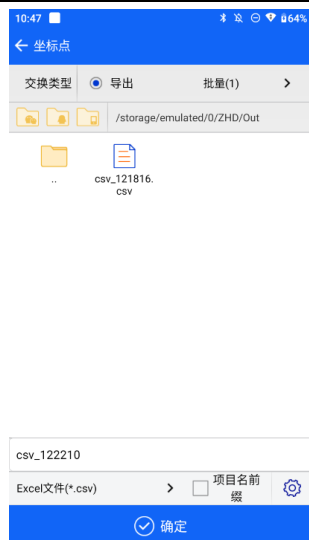 10:47 64%
坐标点
交换类型 导出 批量(1)
/storage/emulated/0/ZHD/Out
.. csv_121816.
csv
csv_122210
Excel文件(*.csv) 项目名前
缀
确定